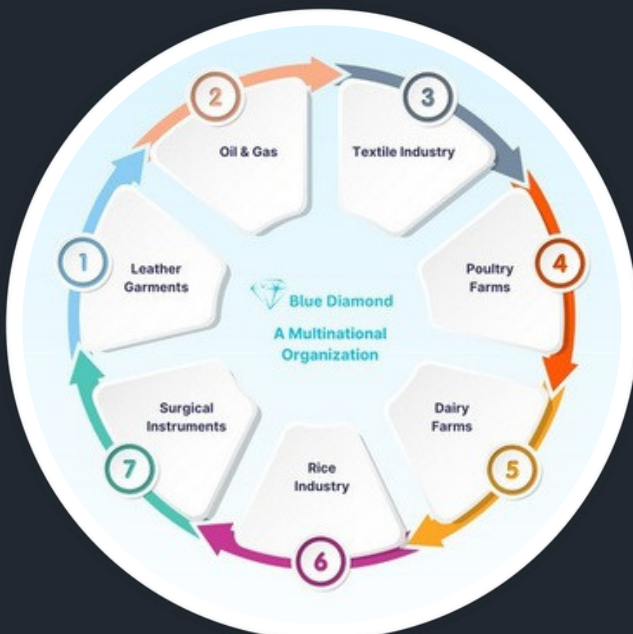 Blue Diamond
A Multinational
Organization
1
Leather
Garments
2
Oil & Gas
3
Textile Industry
4
Poultry
Farms
5
Dairy
Farms
6
Rice
Industry
7
Surgical
Instruments